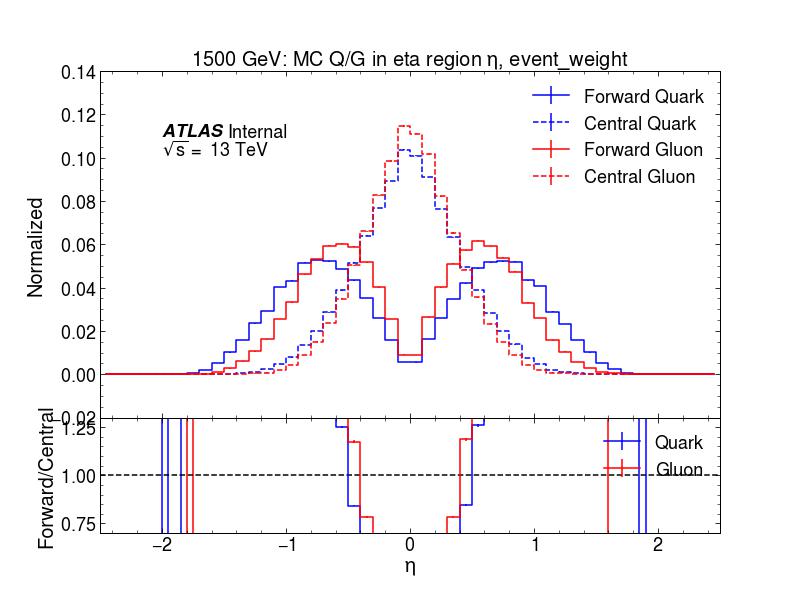 1500 GeV: MC Q/G in eta region η, event_weight
0.14
0.12
0.10
0.08
0.06
0.04
0.02
0.00
0.02
Normalized
ATLAS Internal
√s = 13 TeV
Forward Quark
Central Quark
Forward Gluon
Central Gluon
1.25
1.00
0.75
Forward/Central
Quark
Gluon
−2 −1 0 1 2
η